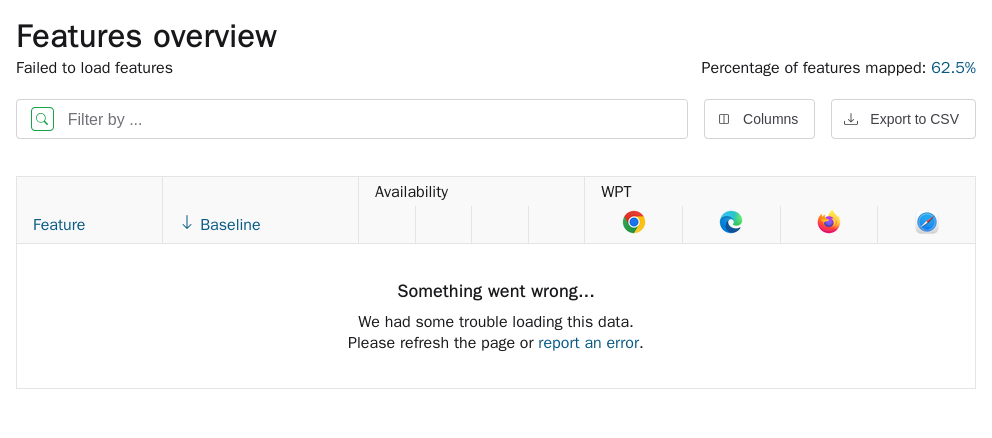 Features overview
Failed to load features
Percentage of features mapped: 62.5%
Filter by ...
Columns
Export to CSV
Availability
WPT
Feature
Baseline
Something went wrong...
We had some trouble loading this data.
Please refresh the page or report an error.